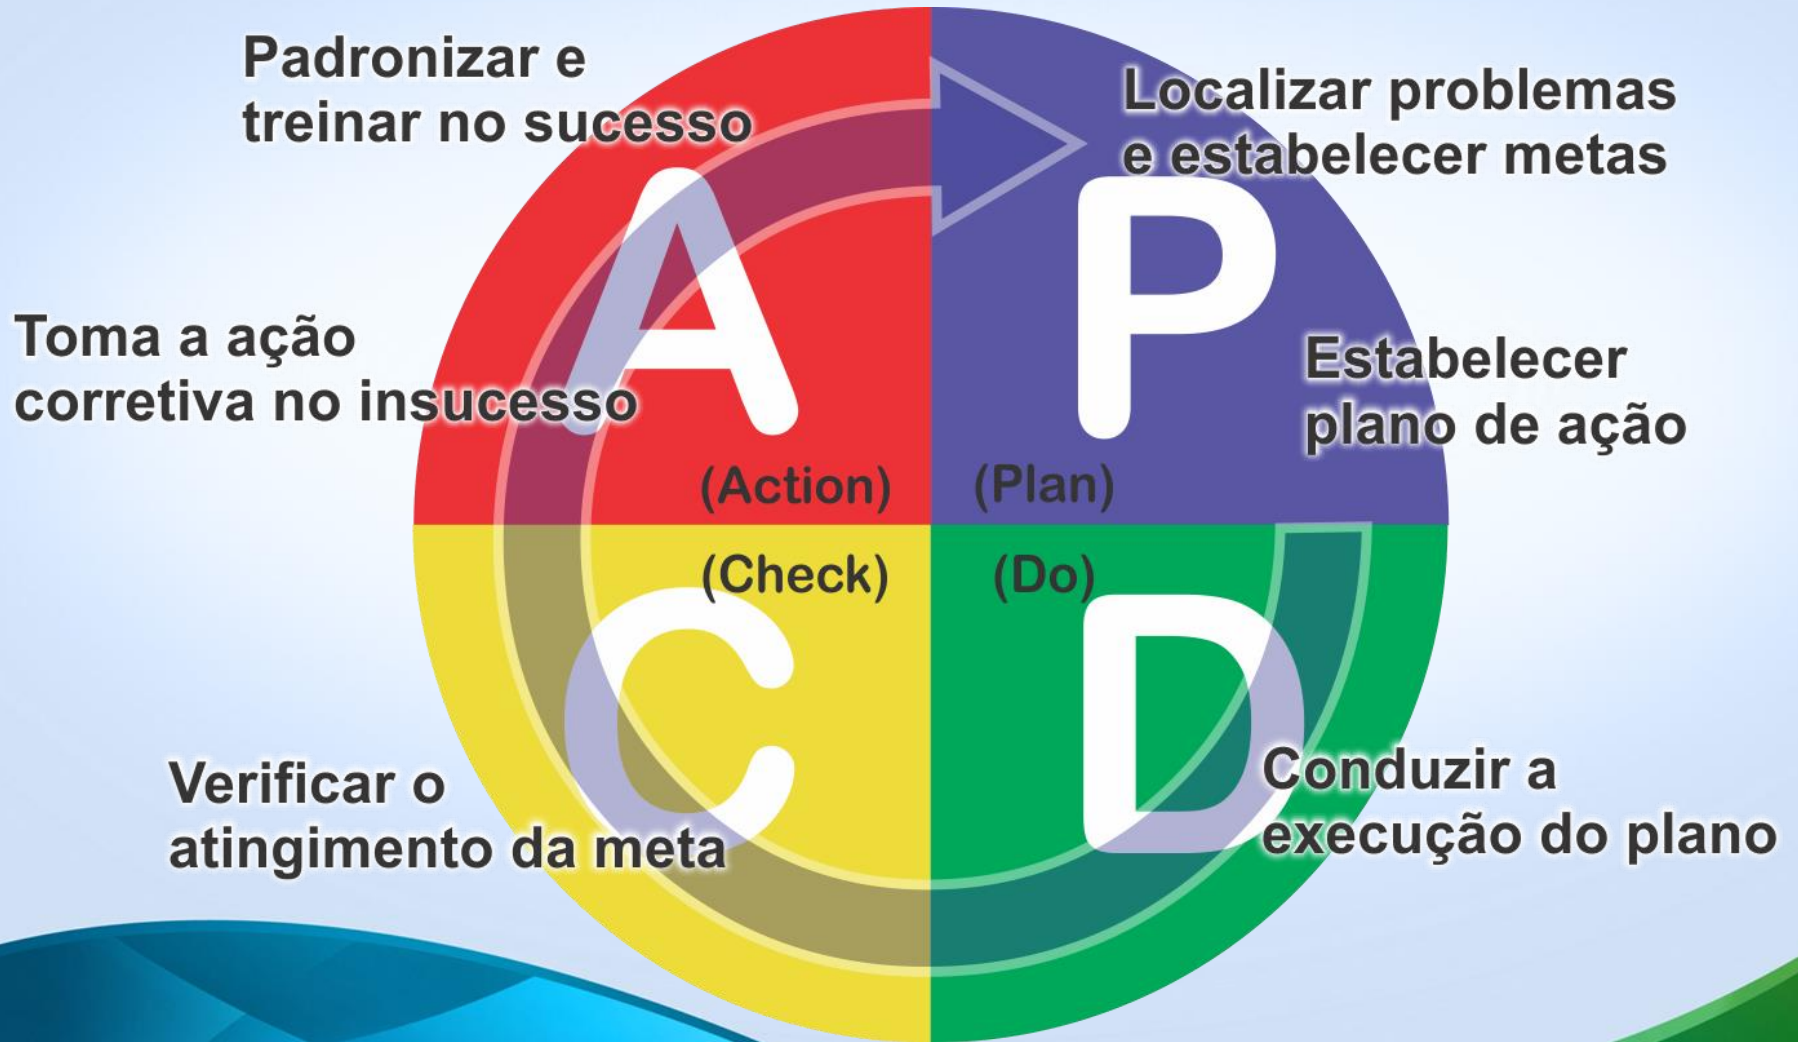 Padronizar e
treinar no sucesso
Localizar problemas
e estabelecer metas
A
P
Toma a ação
corretiva no insucesso
Estabelecer
plano de ação
(Action)
(Plan)
(Check)
(Do)
C
D
Verificar o
atingimento da meta
Conduzir a
execução do plano